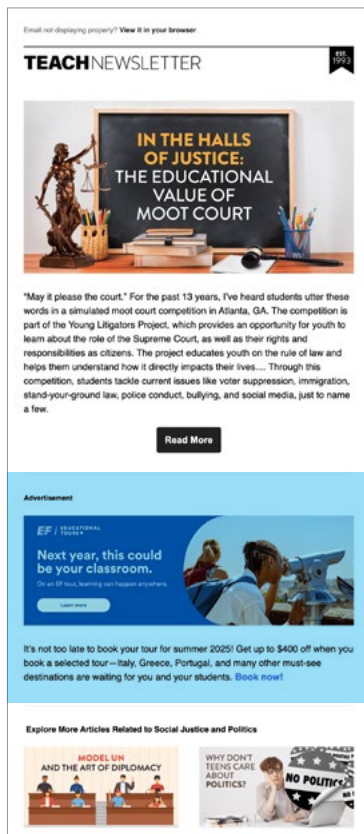 Email not displaying properly? View it in your browser.
TEACHNEWSLETTER
EST.
1993
IN THE HALLS
OF JUSTICE:
THE EDUCATIONAL
VALUE OF
MOOT COURT
"May it please the court." For the past 13 years, I've heard students utter these
words in a simulated moot court competition in Atlanta, GA. The competition is
part of the Young Litigators Project, which provides an opportunity for youth to
learn about the role of the Supreme Court, as well as their rights and
responsibilities as citizens. The project educates youth on the rule of law and
helps them understand how it directly impacts their lives.... Through this
competition, students tackle current issues like voter suppression, immigration,
stand-your-ground law, police conduct, bullying, and social media, just to name
a few.
Read More
Advertisement
EF EDUCATIONAL
TOURS
Next year, this could
be your classroom.
On an EF tour, learning can happen anywhere.
Learn more
It's not too late to book your tour for summer 2025! Get up to $400 off when you
book a selected tour—Italy, Greece, Portugal, and many other must-see
destinations are waiting for you and your students. Book now!
Explore More Articles Related to Social Justice and Politics
MODEL UN
AND THE ART OF DIPLOMACY
WHY DON'T
TEENS CARE
ABOUT
POLITICS?
NO POLITICS